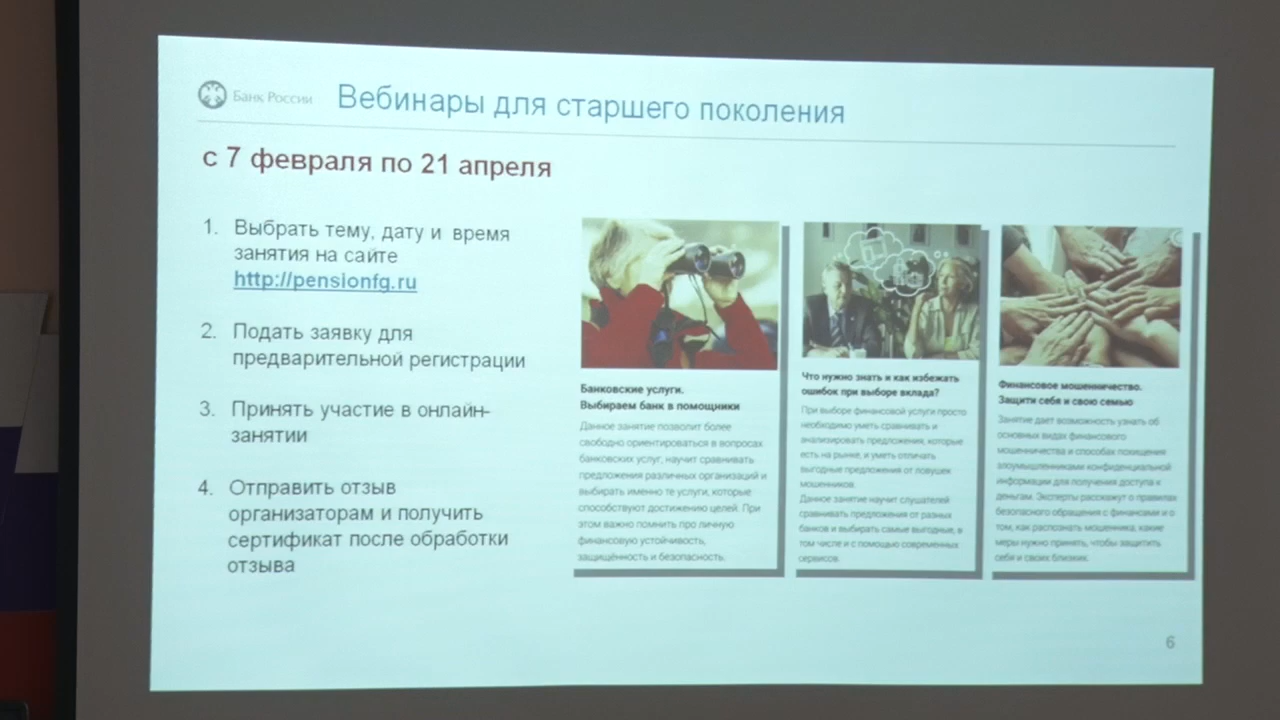 Банк России
Вебинары для старшего поколения
с 7 февраля по 21 апреля
1. Выбрать тему, дату и время
занятия на сайте
http://pensionfg.ru
2. Подать заявку для
предварительной регистрации
3. Принять участие в онлайн-
занятии
4. Отправить отзыв
организаторам и получить
сертификат после обработки
отзыва
Банковские услуги.
Выбираем банк в помощники
Данное занятие позволит более
свободно ориентироваться в вопросах
банковских услуг, научит сравнивать
предложения различных организаций и
выбирать именно те услуги, которые
способствуют достижению целей. При
этом важно помнить про личную
финансовую устойчивость,
защищённость и безопасность.
Что нужно знать и как избежать
ошибок при выборе вклада?
При выборе финансовой услуги просто
необходимо уметь сравнивать и
анализировать предложения, которые
есть на рынке, и уметь отличать
выгодные предложения от ловушек
мошенников.
Данное занятие научит слушателей
сравнивать предложения от разных
банков и выбирать самые выгодные, в
том числе и с помощью современных
сервисов.
Финансовое мошенничество.
Защити себя и свою семью
Занятие дает возможность узнать об
основных видах финансового
мошенничества и способах похищения
злоумышленниками конфиденциальной
информации для получения доступа к
деньгам. Эксперты расскажут о правилах
безопасного обращения с финансами и о
том, как распознать мошенника, какие
меры нужно принять, чтобы защитить
себя и своих близких.
6